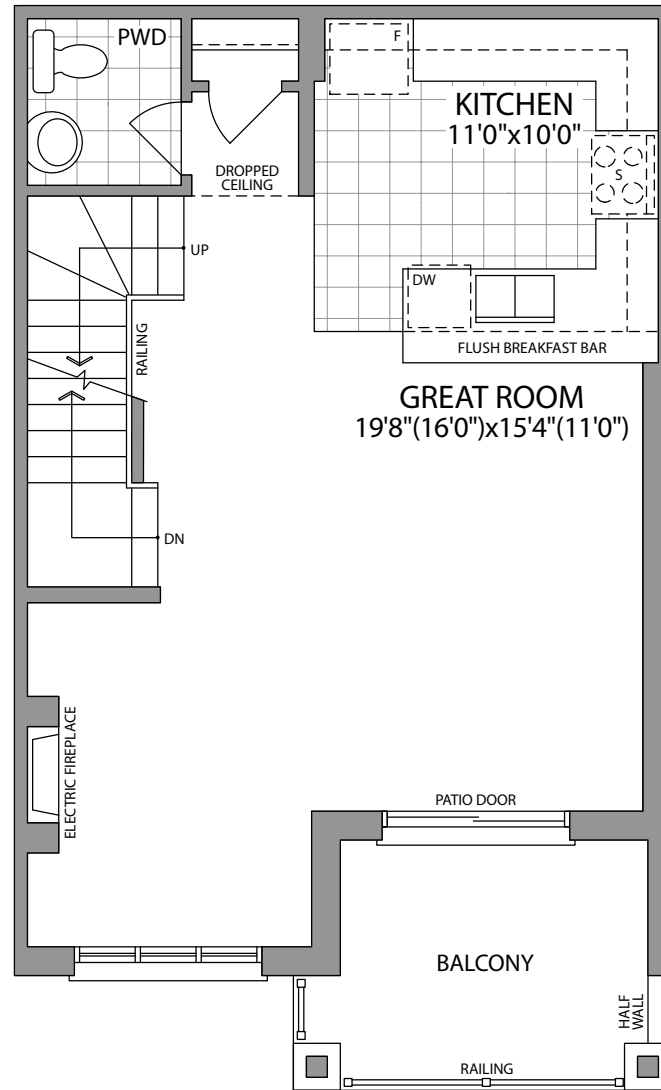 PWD
F
KITCHEN
11'0"x10'0"
S
DROPPED
CEILING
UP
DW
RAILING
FLUSH BREAKFAST BAR
GREAT ROOM
19'8"(16'0")x15'4"(11'0")
DN
ELECTRIC FIREPLACE
PATIO DOOR
BALCONY
HALF
WALL
RAILING